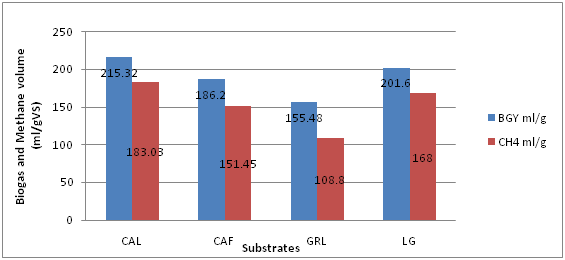 Biogas and Methane volume
(ml/gVS)
250
200
150
100
50
0
215.32
183.03
186.2
151.45
155.48
108.8
201.6
168
CAL
CAF
GRL
LG
Substrates
BGY ml/g
CH4 ml/g